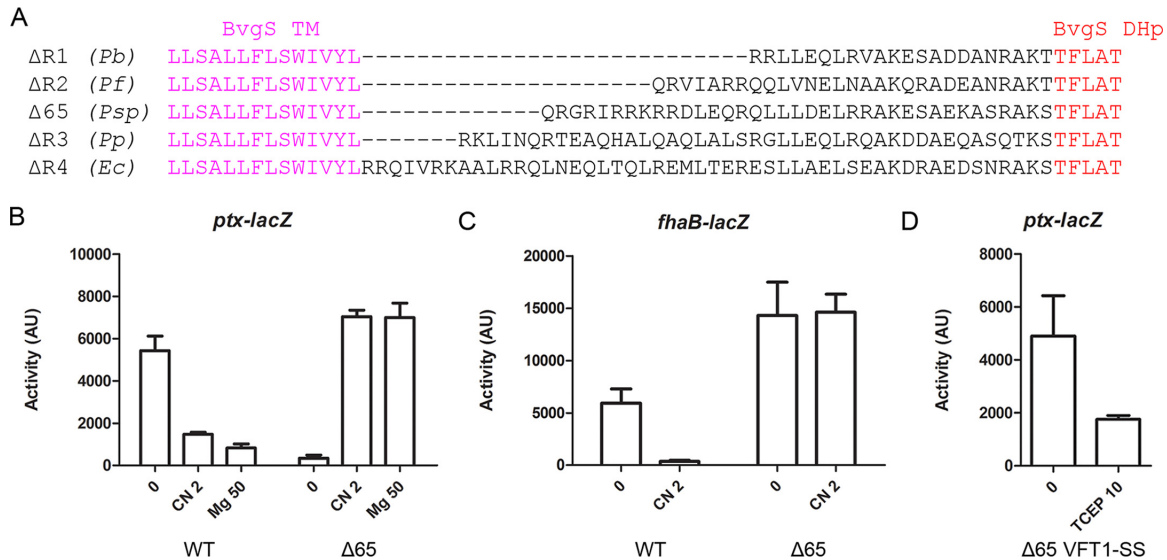 A
BvgS TM BvgS DHp
ΔR1 (Pb) LLSALLFLSWIVYL------------------------RRLLEQLRVAKESADDANRAKTTFLAT
ΔR2 (Pf) LLSALLFLSWIVYL------------------QRVIARRQQLVNELNAAKQRADEANRAKTTFLAT
Δ65 (Psp) LLSALLFLSWIVYL-----------QRGRIRRKRRDLEQRQLLLDELRQAKESAEKASRAKSTFLAT
ΔR3 (Pp) LLSALLFLSWIVYL------RKLINQRTEAQHALQAQLALSRGLLEQLRQAKDAEQASQTKSTFLAT
ΔR4 (Ec) LLSALLFLSWIVYLRRQIVRKAALRRQLNEQLTQLREMLTERESLLAELSEAKDRAEDSNRAKSTFLAT
B
ptx-lacZ
Activity (AU)
10000
8000
6000
4000
2000
0
0 CN 2 Mg 50 0 CN 2 Mg 50
WT Δ65
C
fhaB-lacZ
Activity (AU)
20000
15000
10000
5000
0
0 CN 2 0 CN 2
WT Δ65
D
ptx-lacZ
Activity (AU)
8000
6000
4000
2000
0
0 TCEP 10
Δ65 VFT1-SS